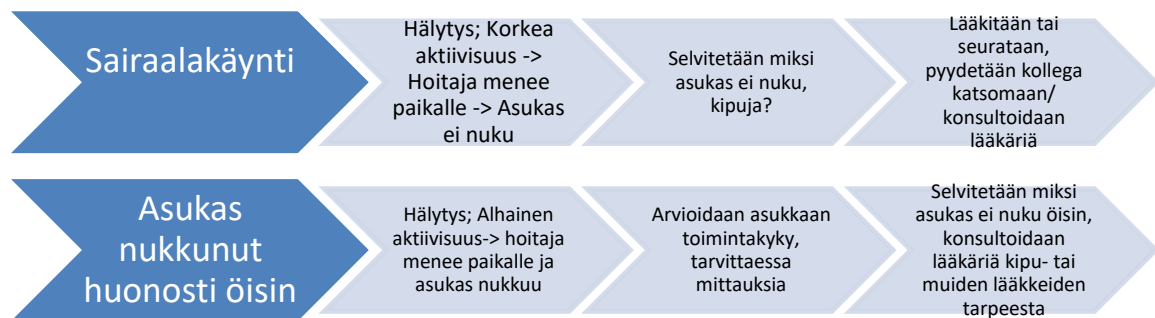 Sairaalakäynti
Hälytys; Korkea
aktiivisuus ->
Hoitaja menee
paikalle -> Asukas
ei nuku
Selvitetään miksi
asukas ei nuku,
kipuja?
Lääkitään tai
seurataan,
pyydetään kollega
katsomaan/
konsultoidaan
lääkäriä
Asukas
nukkunut
huonosti öisin
Hälytys; Alhainen
aktiivisuus-> hoitaja
menee paikalle ja
asukas nukkuu
Arvioidaan asukkaan
toimintakyky,
tarvittaessa
mittauksia
Selvitetään miksi
asukas ei nuku öisin,
konsultoidaan
lääkäriä kipu- tai
muiden lääkkeiden
tarpeesta